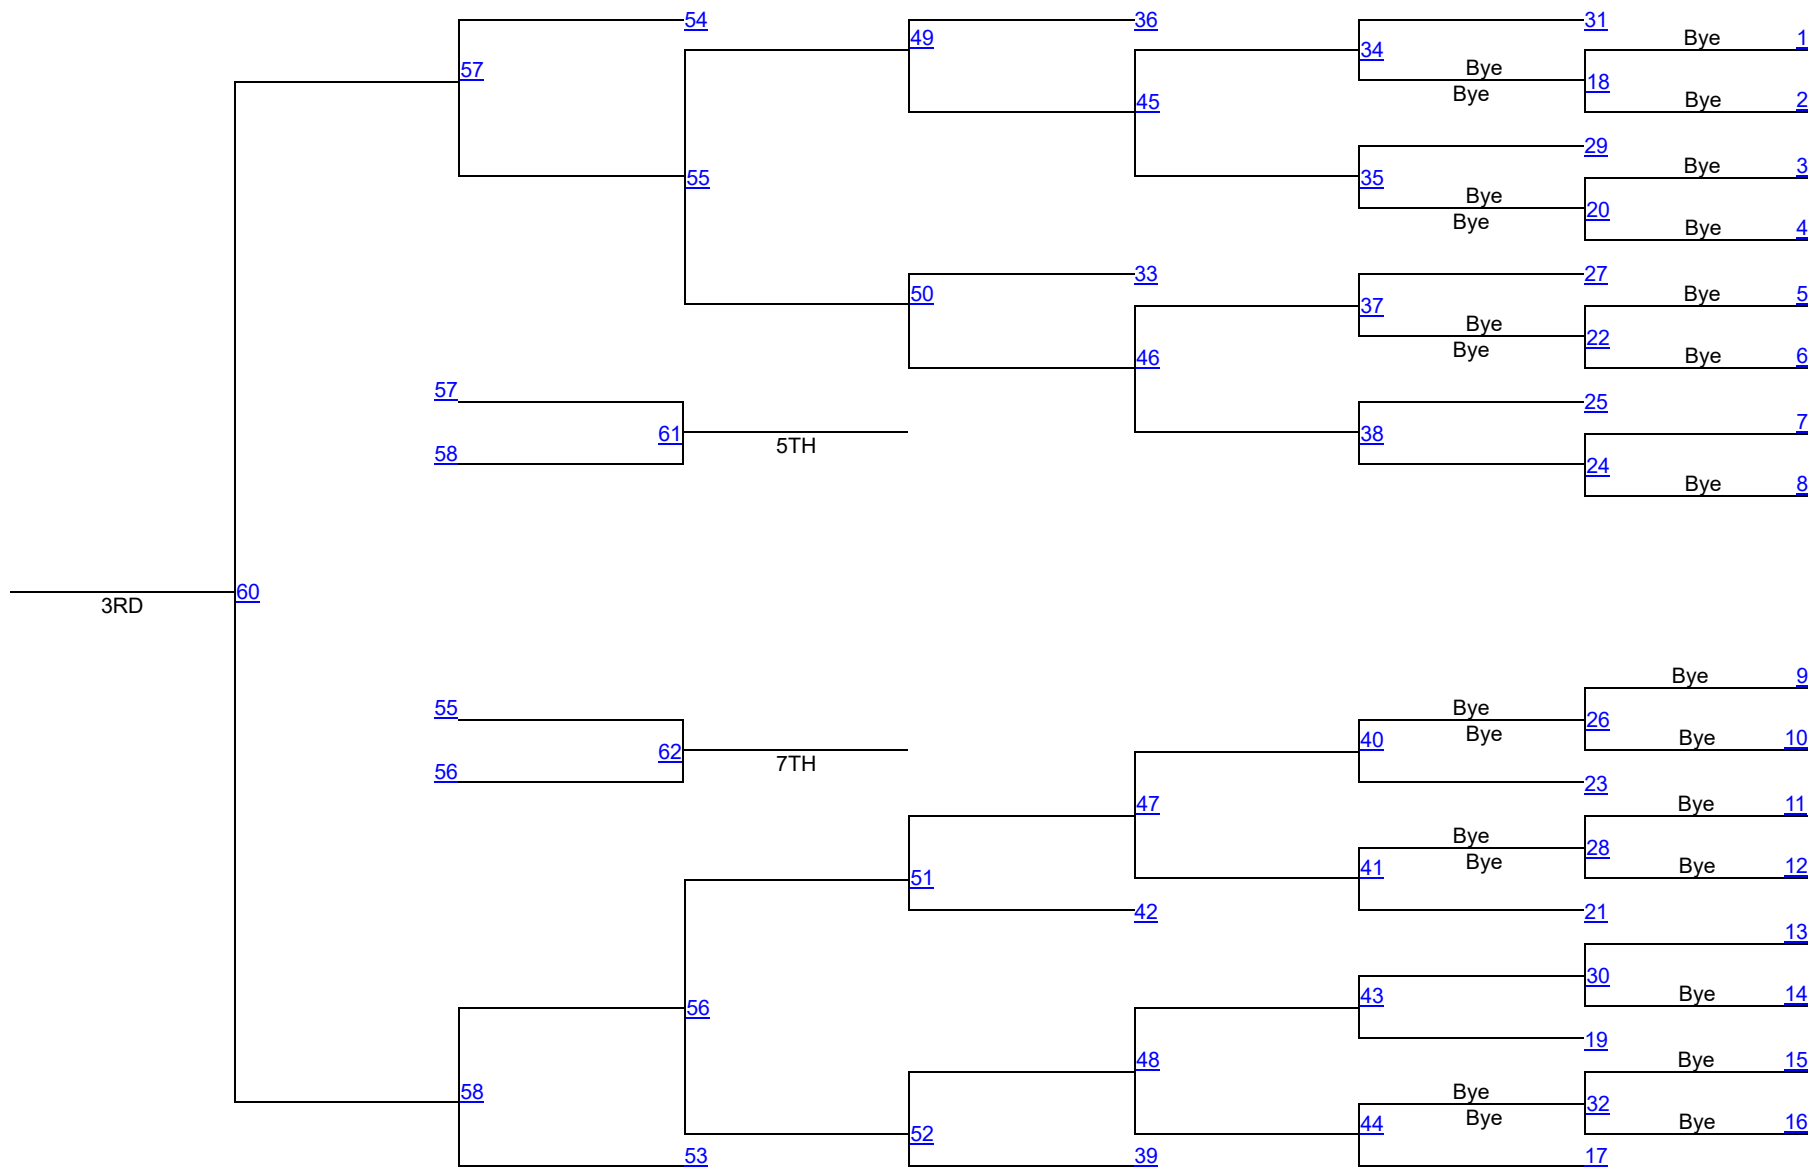 54 36 31
49 Bye 1
34
57 Bye
Bye 18
45 Bye 2
29
Bye 3
55 35
Bye 20
Bye
Bye 4
33 27
50 Bye 5
37
Bye
Bye 22
46 Bye 6
57
25
7
58 61 5TH 38
24
Bye 8
60
3RD
Bye 9
55 Bye
26
62 7TH 40 Bye Bye 10
56
23
47 Bye 11
Bye
28
51 41 Bye Bye 12
42 21
13
30
56 43 Bye 14
19
48 Bye 15
58 Bye
32
52 44 Bye Bye 16
53 39 17